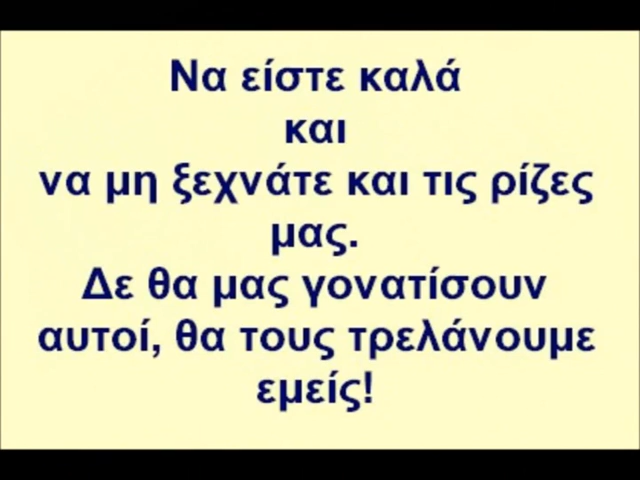 Να είστε καλά
και
να μη ξεχνάτε και τις ρίζες
μας.
Δε θα μας γονατίσουν
αυτοί, θα τους τρελάνουμε
εμείς!